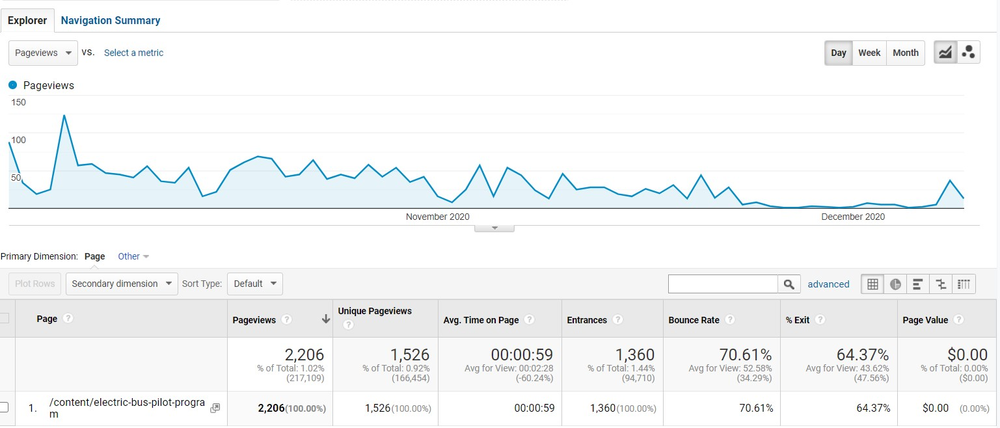 Explorer Navigation Summary
Pageviews VS. Select a metric Day Week Month
Pageviews
150
100
50
November 2020 December 2020
Primary Dimension: Page Other
Plot Rows Secondary dimension Sort Type: Default advanced
Page ? Pageviews ? Unique Pageviews ? Avg. Time on Page ? Entrances ? Bounce Rate ? % Exit ? Page Value ?
2,206 1,526 00:00:59 1,360 70.61% 64.37% $0.00
% of Total: 1.02% % of Total: 0.92% Avg for View: 00:02:28 % of Total: 1.44% Avg for View: 52.58% Avg for View: 43.62% % of Total: 0.00%
(217,109) (166,454) (-60.24%) (94,710) (34.29%) (47.56%) ($0.00)
1. /content/electric-bus-pilot-progra
m
2,206(100.00%) 1,526(100.00%) 00:00:59 1,360(100.00%) 70.61% 64.37% $0.00 (0.00%)